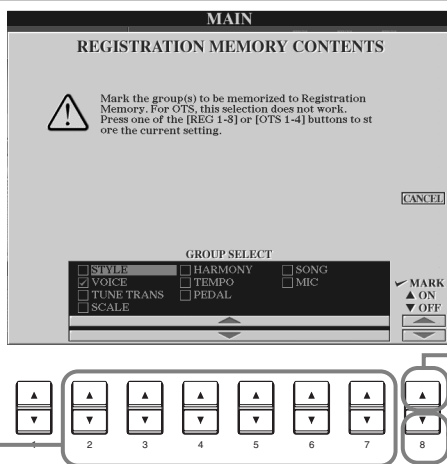 MAIN
REGISTRATION MEMORY CONTENTS
Mark the group(s) to be memorized to Registration
Memory. For OTS, this selection does not work.
Press one of the [REG 1-8] or [OTS 1-4] buttons to st
ore the current setting.
CANCEL
GROUP SELECT
STYLE HARMONY SONG
VOICE TEMPO MIC
TUNE TRANS PEDAL
SCALE
MARK
▲ ON
▼ OFF
1 2 3 4 5 6 7 8